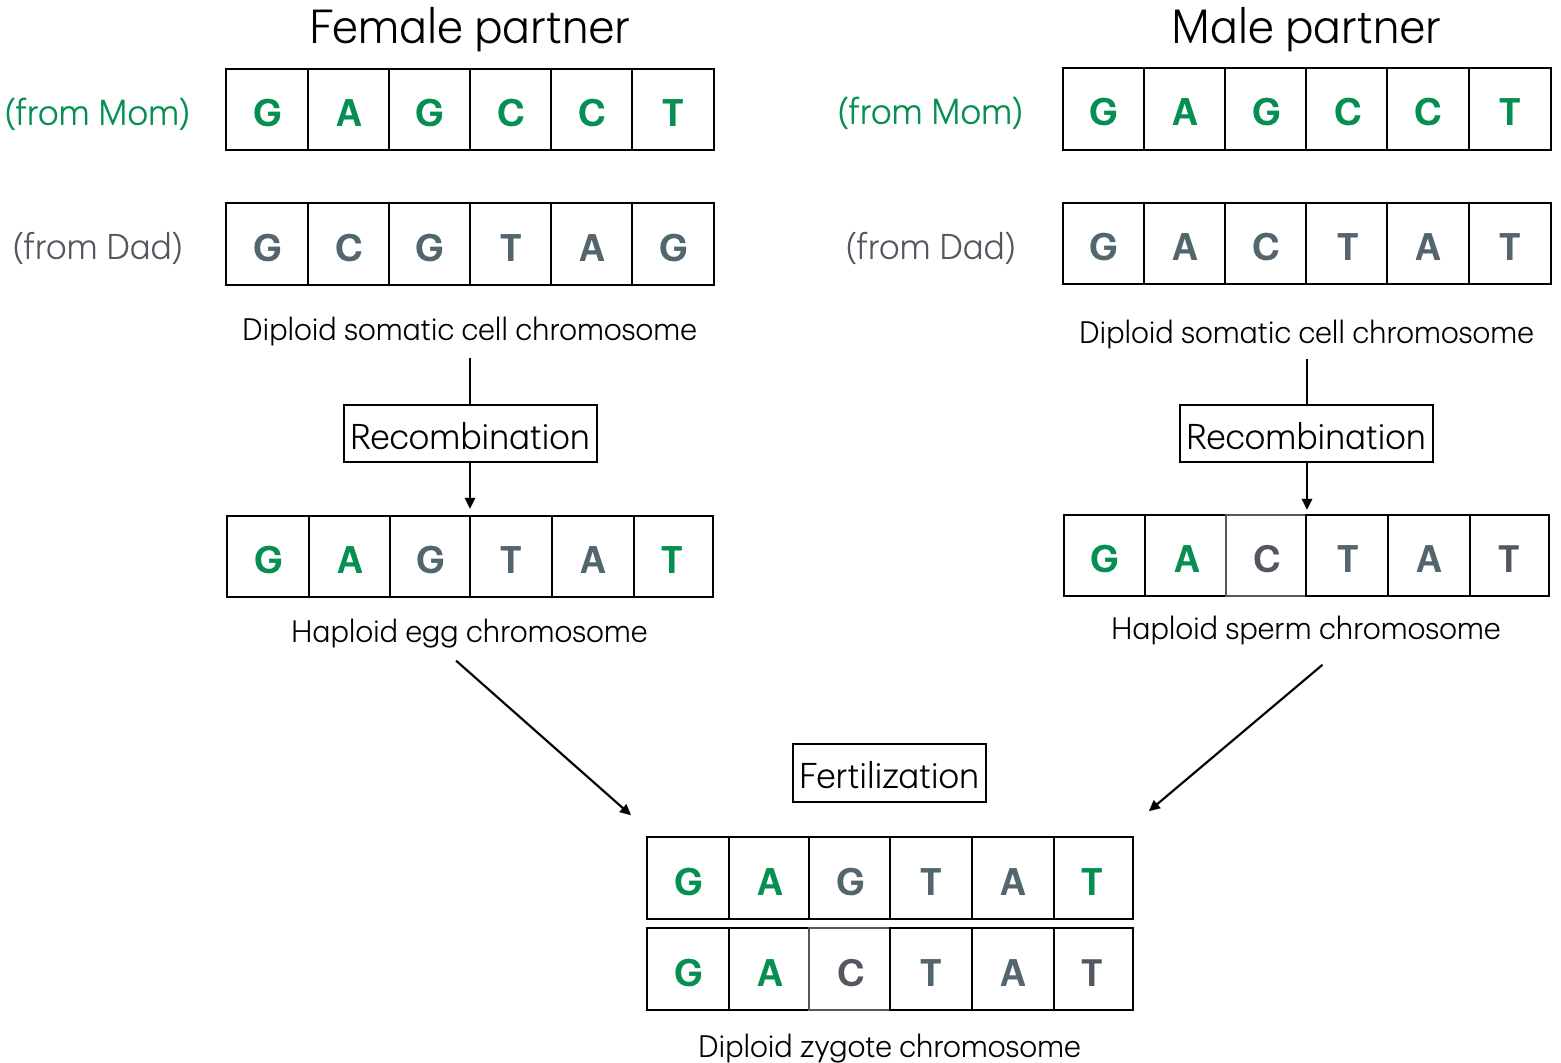 Female partner
Male partner
(from Mom) G A G C C T
(from Mom) G A G C C T
(from Dad) G C G T A G
(from Dad) G A C T A T
Diploid somatic cell chromosome
Diploid somatic cell chromosome
Recombination
Recombination
G A G T A T
G A C T A T
Haploid egg chromosome
Haploid sperm chromosome
Fertilization
G A G T A T
G A C T A T
Diploid zygote chromosome